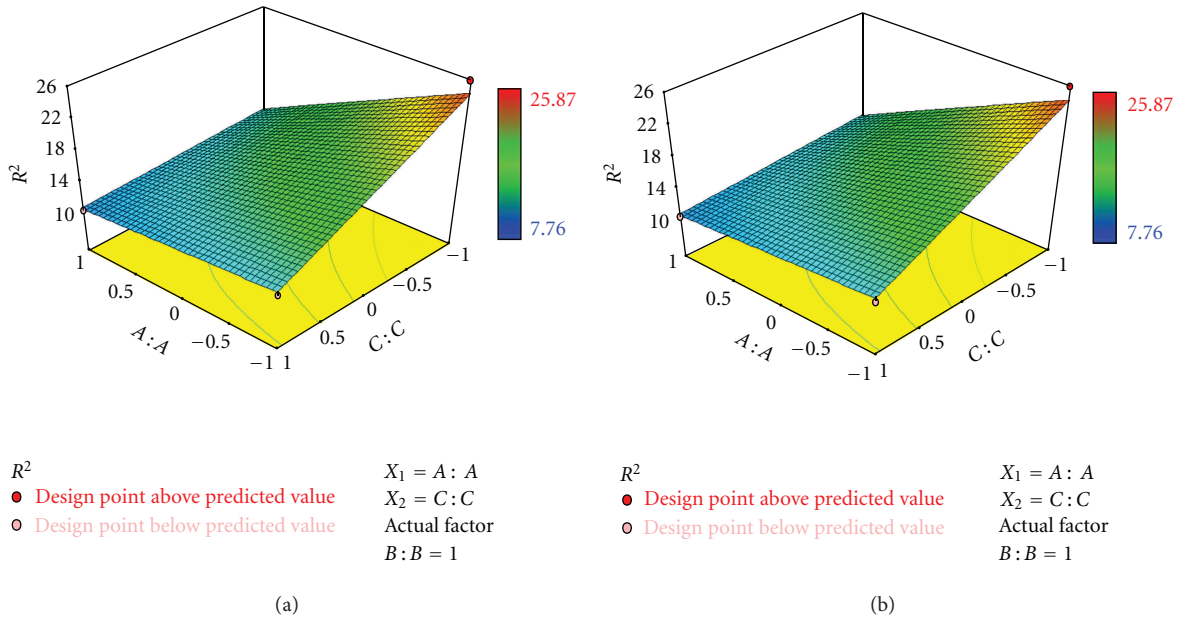 26
22
18
14
10
R²
1
0.5
0
−0.5
−1
A:A
1
0.5
0
−0.5
−1
C:C
25.87
7.76
R²
Design point above predicted value
Design point below predicted value
X₁ = A: A
X₂ = C:C
Actual factor
B:B = 1
(a)
26
22
18
14
10
R²
1
0.5
0
−0.5
−1
A:A
1
0.5
0
−0.5
−1
C:C
25.87
7.76
R²
Design point above predicted value
Design point below predicted value
X₁ = A: A
X₂ = C:C
Actual factor
B:B = 1
(b)